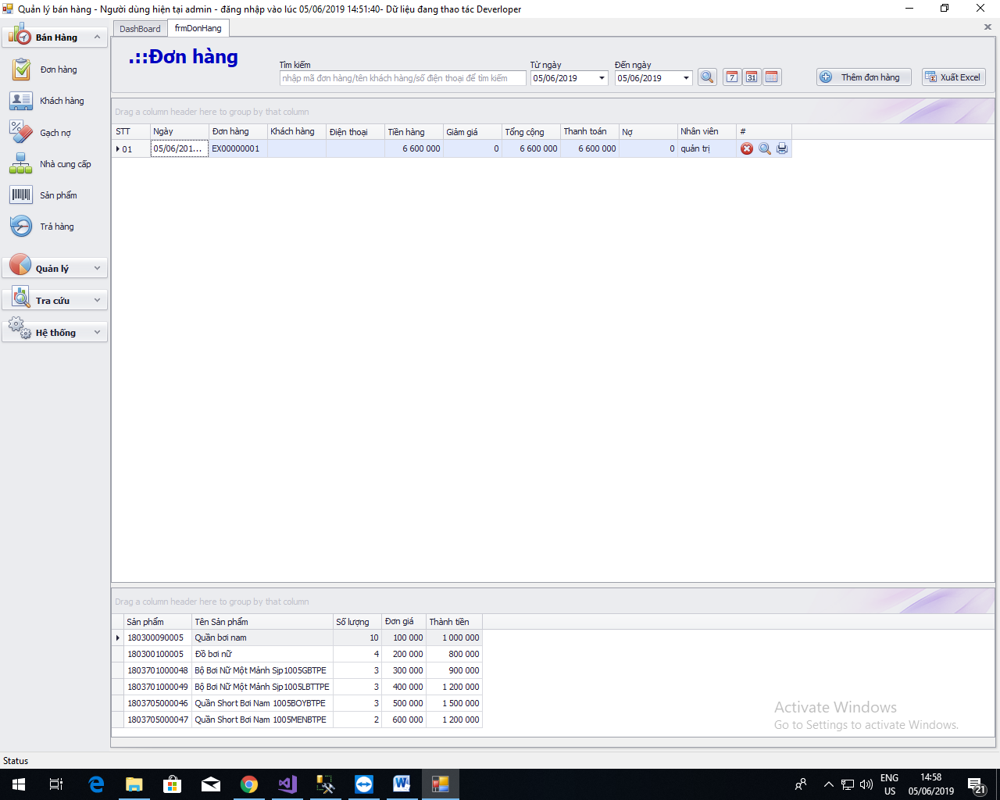 Quản lý bán hàng - Người dùng hiện tại admin - đăng nhập vào lúc 05/06/2019 14:51:40- Dữ liệu đang thao tác Deverloper
Bán Hàng
Đơn hàng
Khách hàng
Gạch nợ
Nhà cung cấp
Sản phẩm
Trả hàng
Quản lý
Tra cứu
Hệ thống
DashBoard frmDonHang
.::Đơn hàng
Tìm kiếm Từ ngày Đến ngày
nhập mã đơn hàng/tên khách hàng/số điện thoại để tìm kiếm 05/06/2019 05/06/2019 7 31 Thêm đơn hàng Xuất Excel
Drag a column header here to group by that column
STT Ngày Đơn hàng Khách hàng Điện thoại Tiền hàng Giảm giá Tổng cộng Thanh toán Nợ Nhân viên #
01 05/06/201... EX00000001 6 600 000 0 6 600 000 6 600 000 0 quản trị
Drag a column header here to group by that column
Sản phẩm Tên Sản phẩm Số lượng Đơn giá Thành tiền
180300090005 Quần bơi nam 10 100 000 1 000 000
180300100005 Đồ bơi nữ 4 200 000 800 000
1803701000048 Bộ Bơi Nữ Một Mảnh Sịp1005GBTPE 3 300 000 900 000
1803701000049 Bộ Bơi Nữ Một Mảnh Sịp1005LBTTPE 3 400 000 1 200 000
1803705000046 Quần Short Bơi Nam 1005BOYBTPE 3 500 000 1 500 000
1803705000047 Quần Short Bơi Nam 1005MENBTPE 2 600 000 1 200 000
Activate Windows
Go to Settings to activate Windows.
Status
ENG
US
14:58
05/06/2019
21